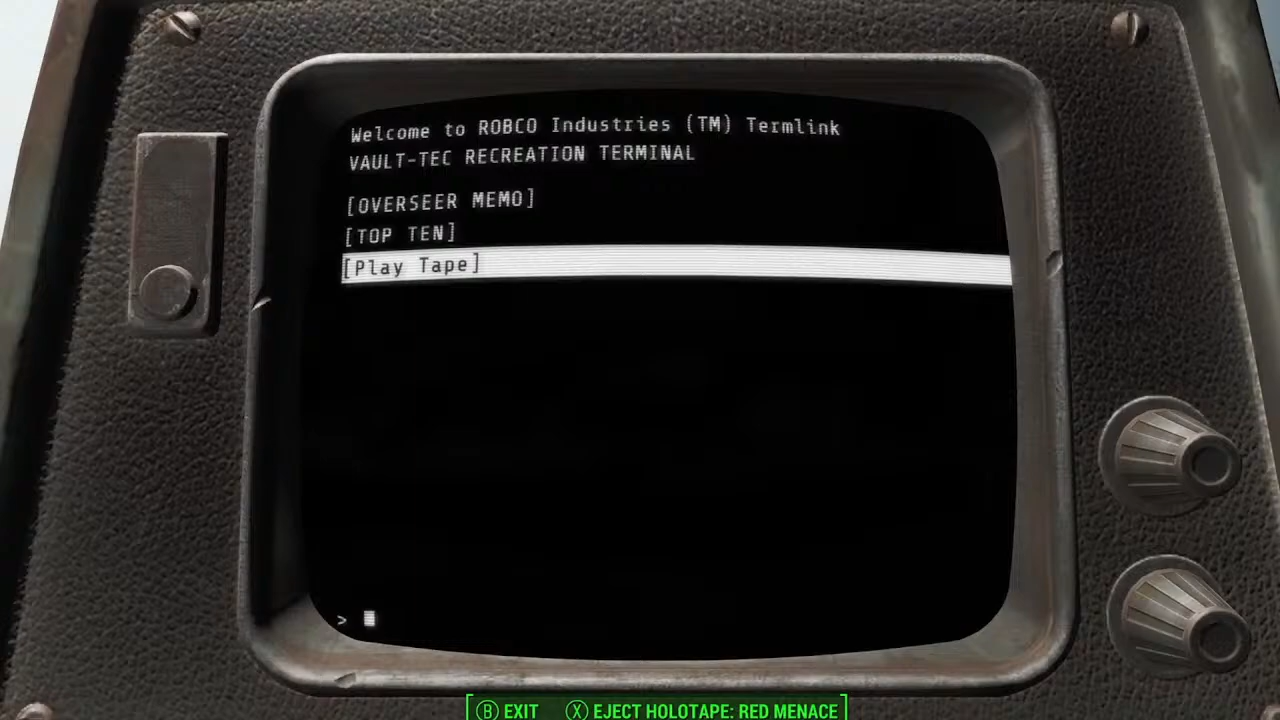 Welcome to ROBCO Industries (TM) Termlink
VAULT-TEC RECREATION TERMINAL
[OVERSEER MEMO]
[TOP TEN]
[Play Tape]
>
B EXIT X EJECT HOLOTAPE: RED MENACE